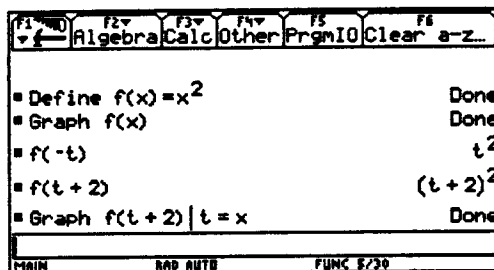 F1 F2 F3 F4 F5 F6
Algebra Calc Other PrgmIO Clear a-z…
▪ Define f(x)=x² Done
▪ Graph f(x) Done
▪ f(-t) t²
▪ f(t + 2) (t + 2)²
▪ Graph f(t + 2) | t = x Done
MAIN RAD AUTO FUNC 5/30